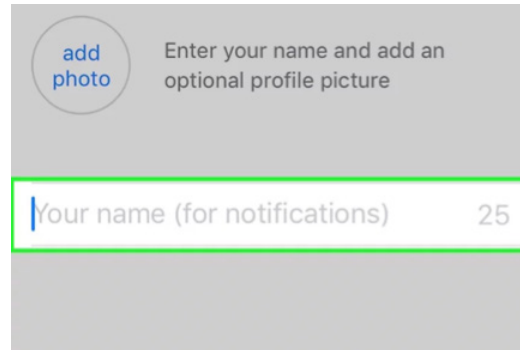 add
photo
Enter your name and add an
optional profile picture
Your name (for notifications)
25